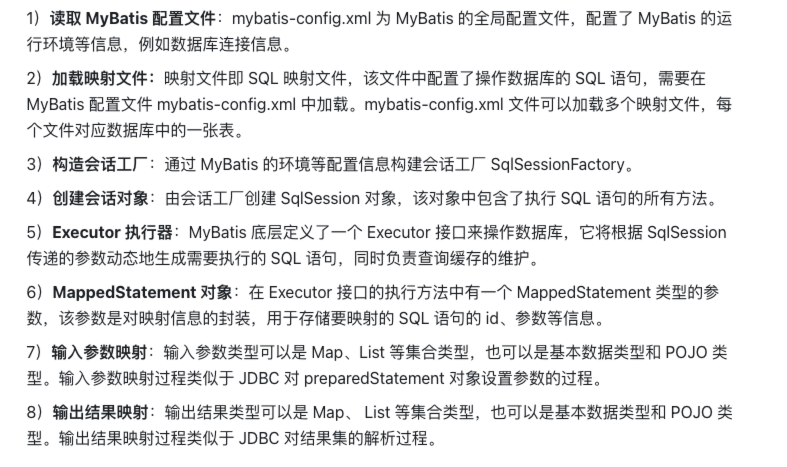 1）读取 MyBatis 配置文件：mybatis-config.xml 为 MyBatis 的全局配置文件，配置了 MyBatis 的运
行环境等信息，例如数据库连接信息。
2）加载映射文件：映射文件即 SQL 映射文件，该文件中配置了操作数据库的 SQL 语句，需要在
MyBatis 配置文件 mybatis-config.xml 中加载。mybatis-config.xml 文件可以加载多个映射文件，每
个文件对应数据库中的一张表。
3）构造会话工厂：通过 MyBatis 的环境等配置信息构建会话工厂 SqlSessionFactory。
4）创建会话对象：由会话工厂创建 SqlSession 对象，该对象中包含了执行 SQL 语句的所有方法。
5）Executor 执行器：MyBatis 底层定义了一个 Executor 接口来操作数据库，它将根据 SqlSession
传递的参数动态地生成需要执行的 SQL 语句，同时负责查询缓存的维护。
6）MappedStatement 对象：在 Executor 接口的执行方法中有一个 MappedStatement 类型的参
数，该参数是对映射信息的封装，用于存储要映射的 SQL 语句的 id、参数等信息。
7）输入参数映射：输入参数类型可以是 Map、List 等集合类型，也可以是基本数据类型和 POJO 类
型。输入参数映射过程类似于 JDBC 对 preparedStatement 对象设置参数的过程。
8）输出结果映射：输出结果类型可以是 Map、 List 等集合类型，也可以是基本数据类型和 POJO 类
型。输出结果映射过程类似于 JDBC 对结果集的解析过程。